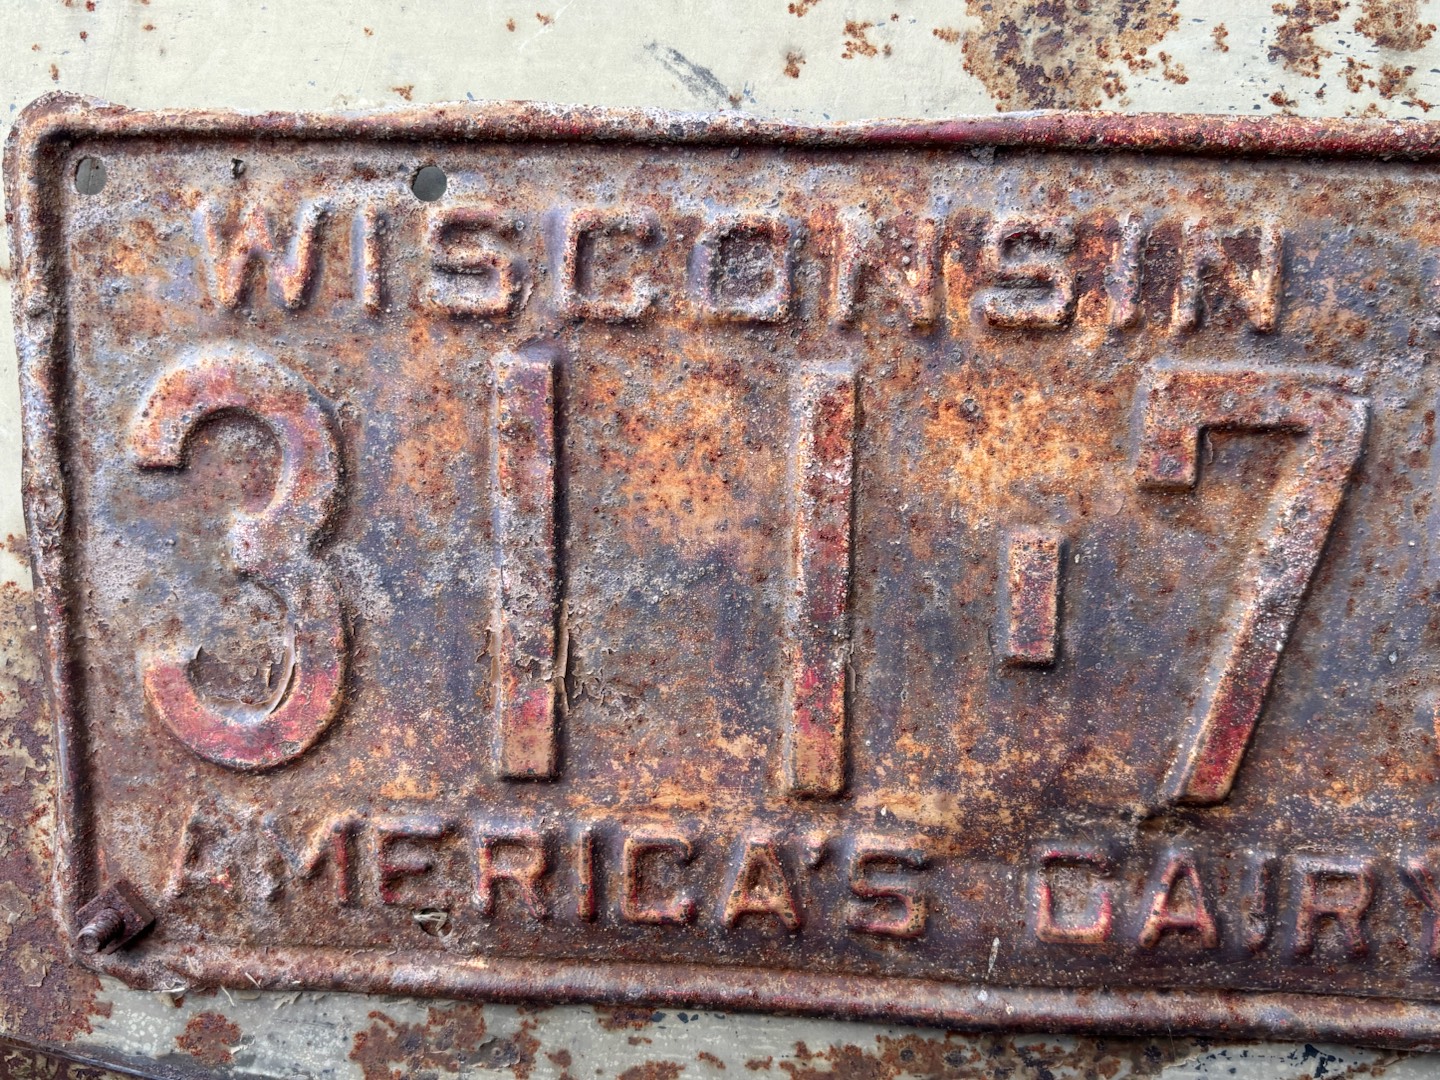 WISCONSIN
311-7
AMERICA'S DAIRY